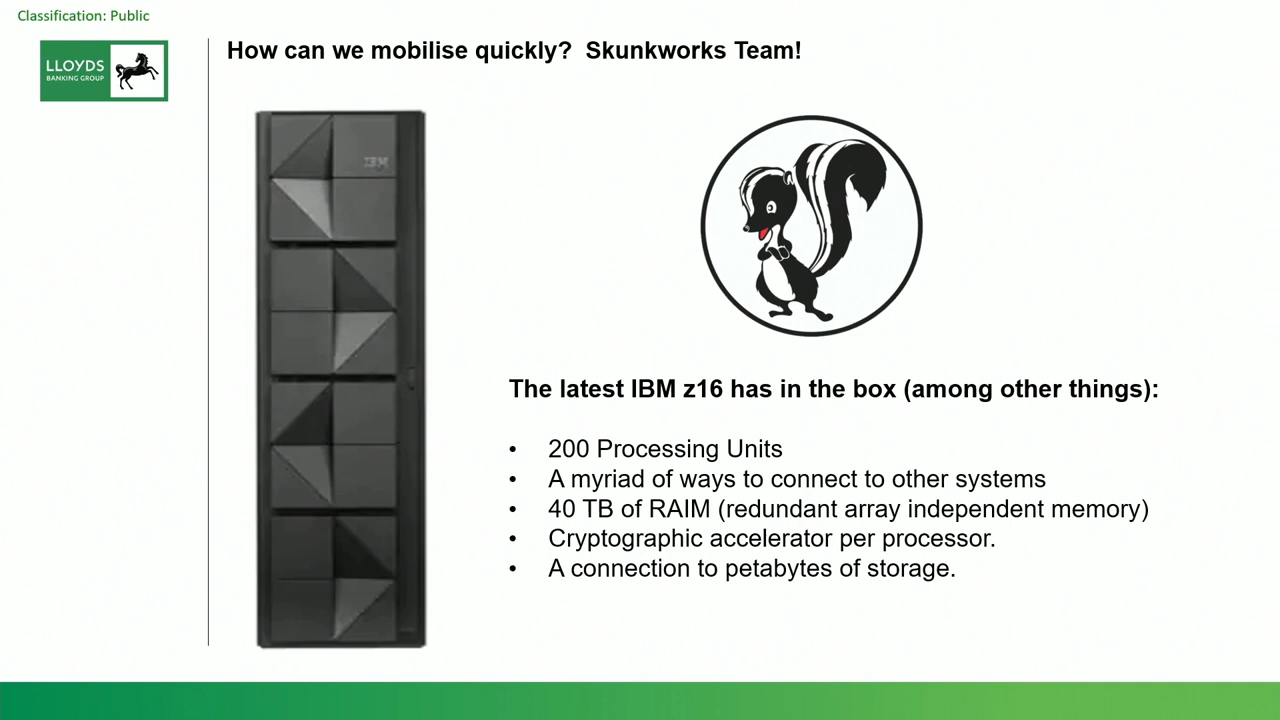 Classification: Public
LLOYDS
BANKING GROUP
How can we mobilise quickly?  Skunkworks Team!
IBM
The latest IBM z16 has in the box (among other things):
• 200 Processing Units
• A myriad of ways to connect to other systems
• 40 TB of RAIM (redundant array independent memory)
• Cryptographic accelerator per processor.
• A connection to petabytes of storage.